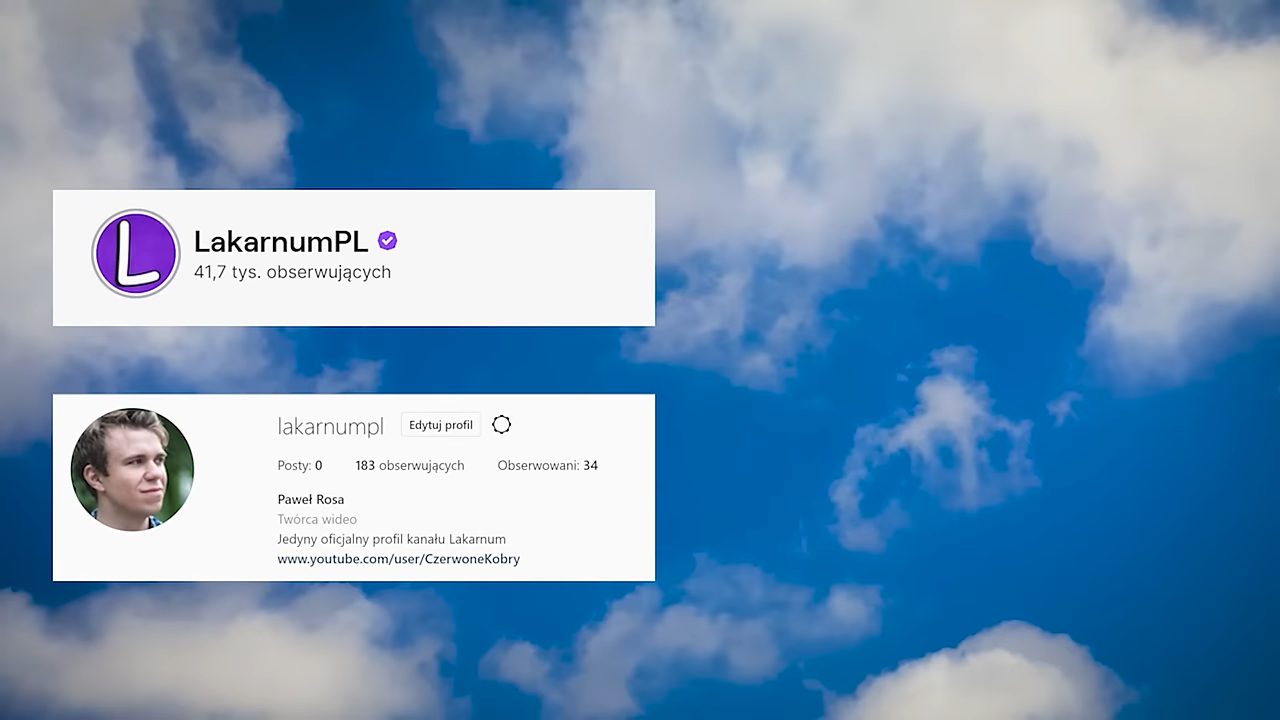 L
LakarnumPL
41,7 tys. obserwujących
lakarnumpl Edytuj profil
Posty: 0 183 obserwujących Obserwowani: 34
Paweł Rosa
Twórca wideo
Jedyny oficjalny profil kanału Lakarnum
www.youtube.com/user/CzerwoneKobry